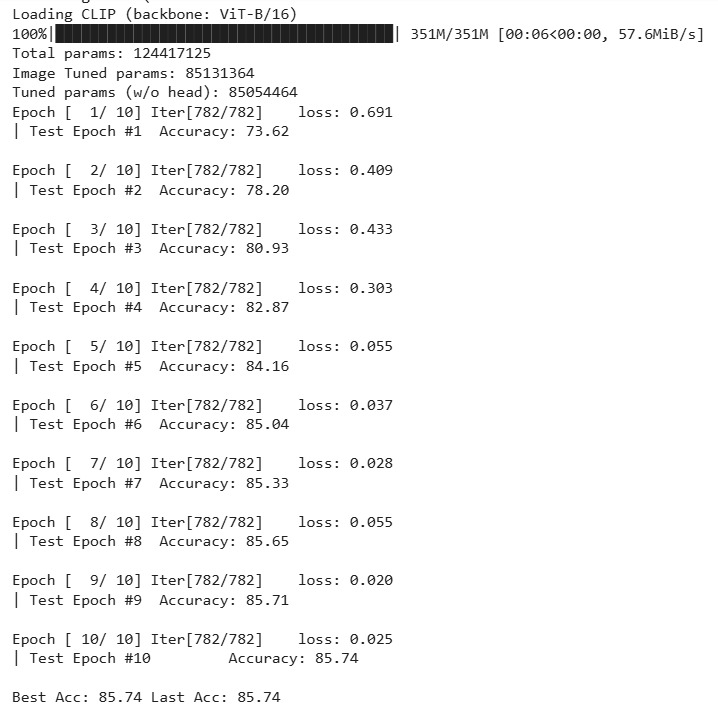 Loading CLIP (backbone: ViT-B/16)
100%|██████████████████████████████████████| 351M/351M [00:06<00:00, 57.6MiB/s]
Total params: 124417125
Image Tuned params: 85131364
Tuned params (w/o head): 85054464
Epoch [  1/ 10] Iter[782/782]    loss: 0.691
| Test Epoch #1  Accuracy: 73.62
Epoch [  2/ 10] Iter[782/782]    loss: 0.409
| Test Epoch #2  Accuracy: 78.20
Epoch [  3/ 10] Iter[782/782]    loss: 0.433
| Test Epoch #3  Accuracy: 80.93
Epoch [  4/ 10] Iter[782/782]    loss: 0.303
| Test Epoch #4  Accuracy: 82.87
Epoch [  5/ 10] Iter[782/782]    loss: 0.055
| Test Epoch #5  Accuracy: 84.16
Epoch [  6/ 10] Iter[782/782]    loss: 0.037
| Test Epoch #6  Accuracy: 85.04
Epoch [  7/ 10] Iter[782/782]    loss: 0.028
| Test Epoch #7  Accuracy: 85.33
Epoch [  8/ 10] Iter[782/782]    loss: 0.055
| Test Epoch #8  Accuracy: 85.65
Epoch [  9/ 10] Iter[782/782]    loss: 0.020
| Test Epoch #9  Accuracy: 85.71
Epoch [ 10/ 10] Iter[782/782]    loss: 0.025
| Test Epoch #10         Accuracy: 85.74
Best Acc: 85.74 Last Acc: 85.74